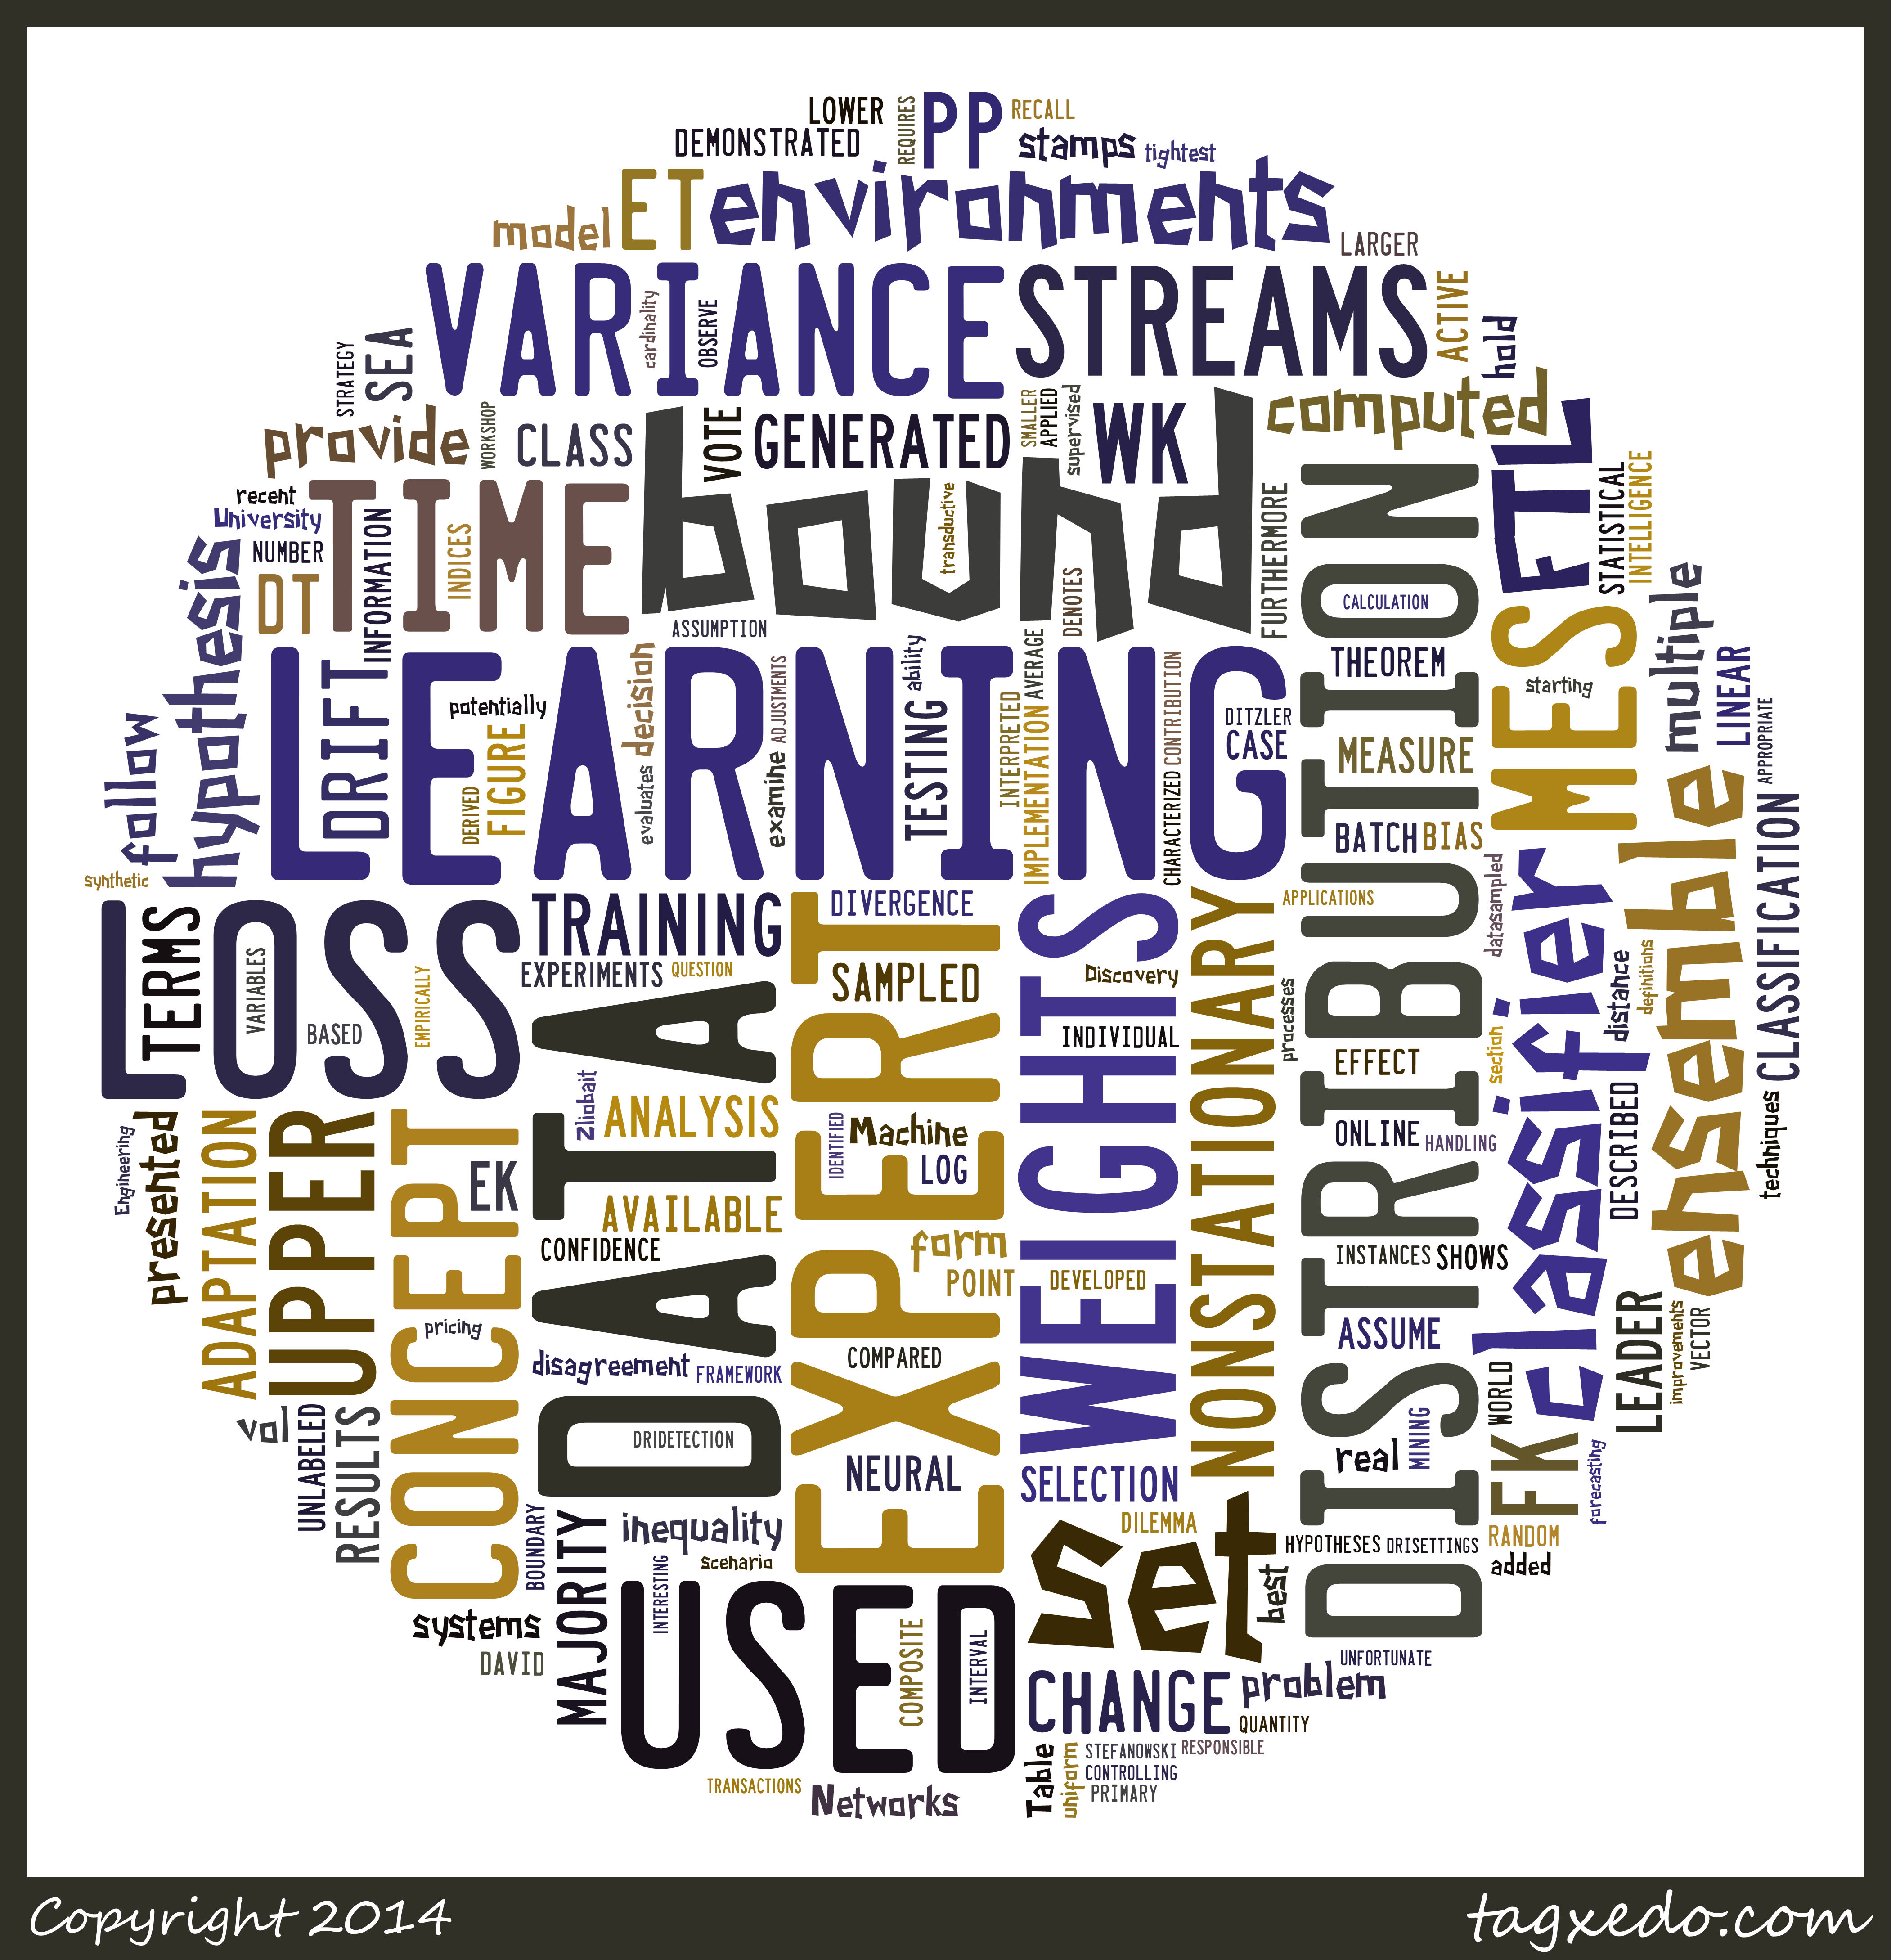 LOWER
REQUIRES
PP
RECALL
DEMONSTRATED
stamps
tightest
model
ET
environments
LARGER
VARIANCE
cardinality
OBSERVE
STREAMS
ACTIVE
hold
STRATEGY
SEA
provide
WORKSHOP
CLASS
VOTE
GENERATED
SMALLER
APPLIED
supervised
WK
computed
FTL
recent
University
NUMBER
DT
TIME
INFORMATION
INDICES
bound
transductive
ASSUMPTION
DENOTES
FURTHERMORE
DISTRIBUTION
CALCULATION
STATISTICAL
INTELLIGENCE
hypothesis
LEARNING
DRIFT
potentially
DERIVED
FIGURE
evaluates
decision
ADJUSTMENTS
examine
ability
TESTING
INTERPRETED
IMPLEMENTATION
AVERAGE
CONTRIBUTION
CHARACTERIZED
DITZLER
CASE
THEOREM
MEASURE
BATCH
BIAS
MES
starting
multiple
LINEAR
APPROPRIATE
follow
synthetic
LOSS
TERMS
VARIABLES
BASED
EMPIRICALLY
TRAINING
EXPERIMENTS
QUESTION
DATA
EXPERT
DIVERGENCE
SAMPLED
WEIGHTS
Discovery
INDIVIDUAL
NONSTATIONARY
APPLICATIONS
processes
datasampled
classifier
distance
definitions
ensemble
CLASSIFICATION
Engineering
presented
ADAPTATION
UPPER
CONCEPT
EK
Zliobait
ANALYSIS
AVAILABLE
CONFIDENCE
IDENTIFIED
Machine
LOG
form
POINT
DEVELOPED
EFFECT
section
ONLINE
HANDLING
INSTANCES
SHOWS
DESCRIBED
techniques
pricing
disagreement
FRAMEWORK
COMPARED
ASSUME
WORLD
LEADER
improvements
VECTOR
vol
UNLABELED
RESULTS
DRIDETECTION
NEURAL
SELECTION
DILEMMA
real
MINING
FK
forecasting
BOUNDARY
MAJORITY
inequality
scenario
INTERESTING
set
best
HYPOTHESES
DRISETTINGS
RANDOM
added
systems
DAVID
USED
COMPOSITE
INTERVAL
CHANGE
problem
UNFORTUNATE
QUANTITY
TRANSACTIONS
Networks
Table
uniform
STEFANOWSKI
RESPONSIBLE
CONTROLLING
PRIMARY
Copyright 2014
tagxedo.com